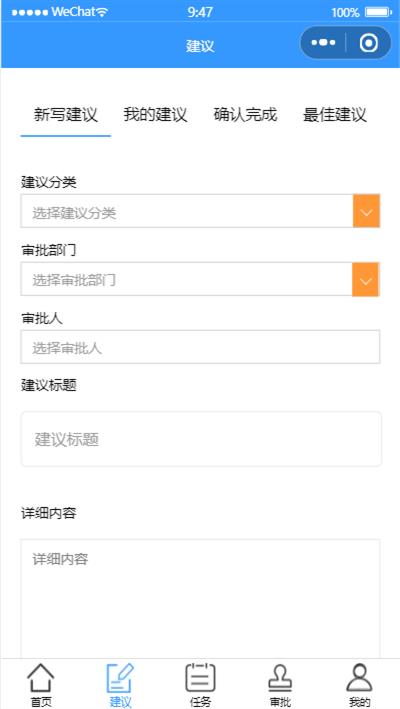 WeChat 9:47 100%
建议
新写建议 我的建议 确认完成 最佳建议
建议分类
选择建议分类
审批部门
选择审批部门
审批人
选择审批人
建议标题
建议标题
详细内容
详细内容
首页 建议 任务 审批 我的